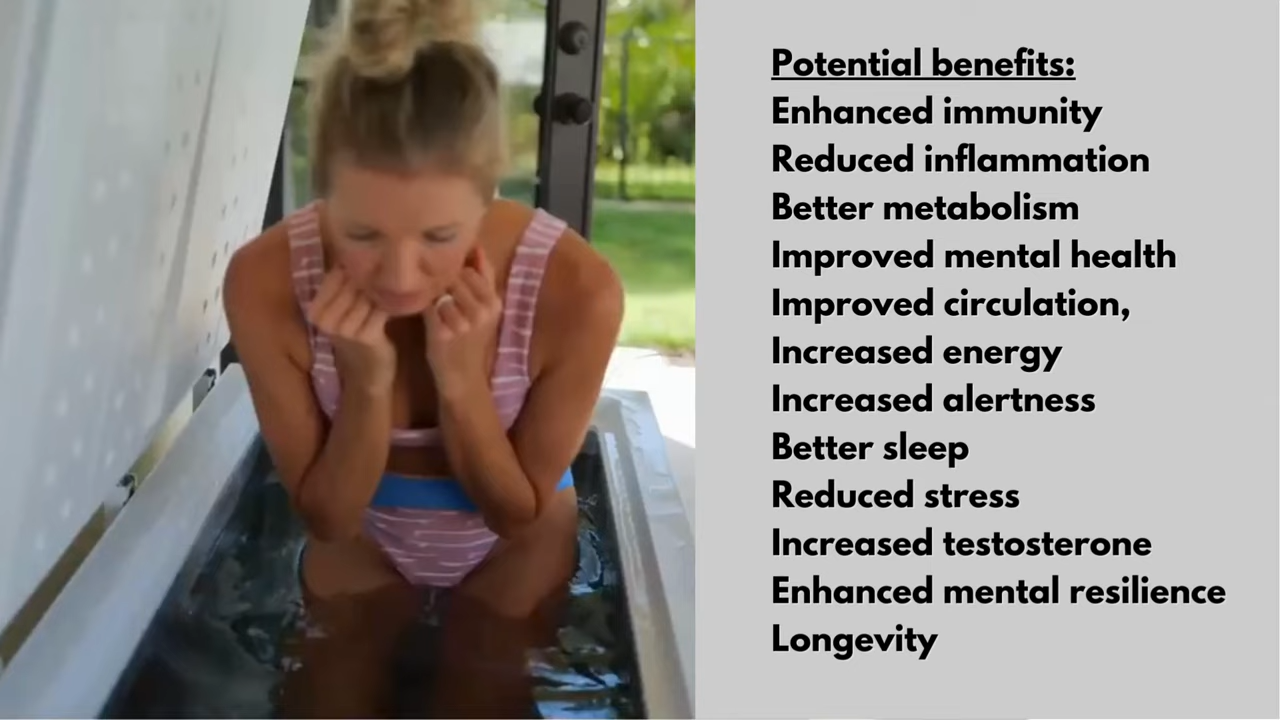 Potential benefits:
Enhanced immunity
Reduced inflammation
Better metabolism
Improved mental health
Improved circulation,
Increased energy
Increased alertness
Better sleep
Reduced stress
Increased testosterone
Enhanced mental resilience
Longevity